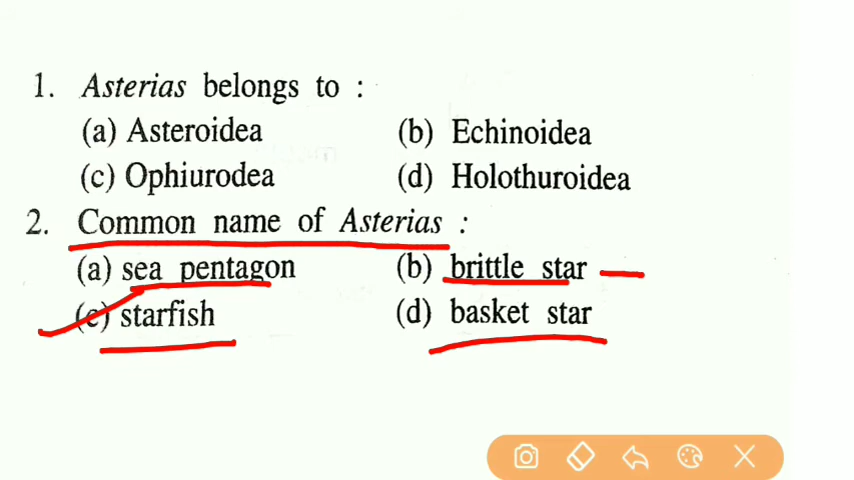 1. Asterias belongs to :
(a) Asteroidea (b) Echinoidea
(c) Ophiurodea (d) Holothuroidea
2. Common name of Asterias :
(a) sea pentagon (b) brittle star
(c) starfish (d) basket star